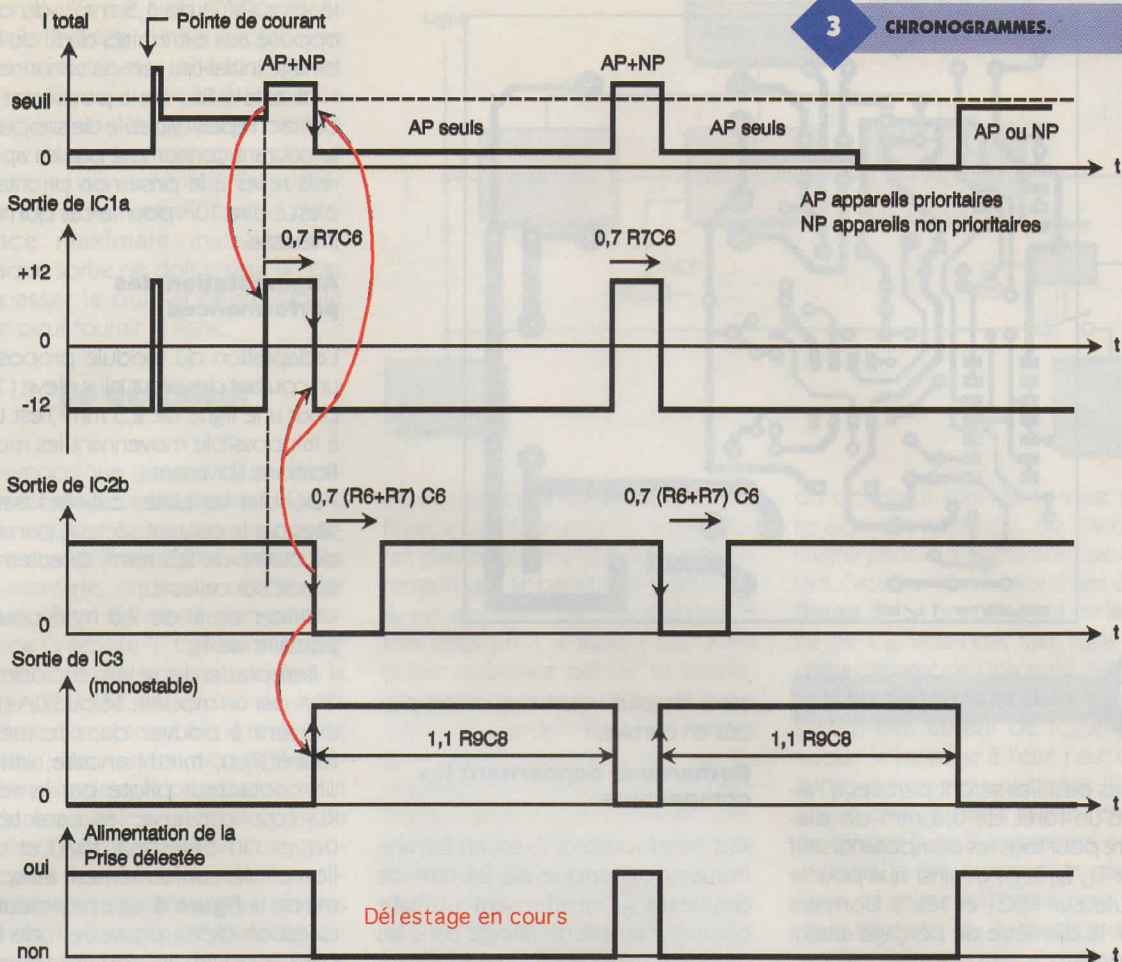 3 CHRONOGRAMMES.
I total
Pointe de courant
AP+NP
AP+NP
seuil
AP seuls
AP seuls
AP ou NP
0
t
Sortie de IC1a
AP appareils prioritaires
NP appareils non prioritaires
0,7 R7C6
0,7 R7C6
+12
0
t
-12
Sortie de IC2b
0,7 (R6+R7) C6
0,7 (R6+R7) C6
0
t
Sortie de IC3
(monostable)
1,1 R9C8
1,1 R9C8
0
t
Alimentation de la
Prise délestée
oui
Délestage en cours
non
t